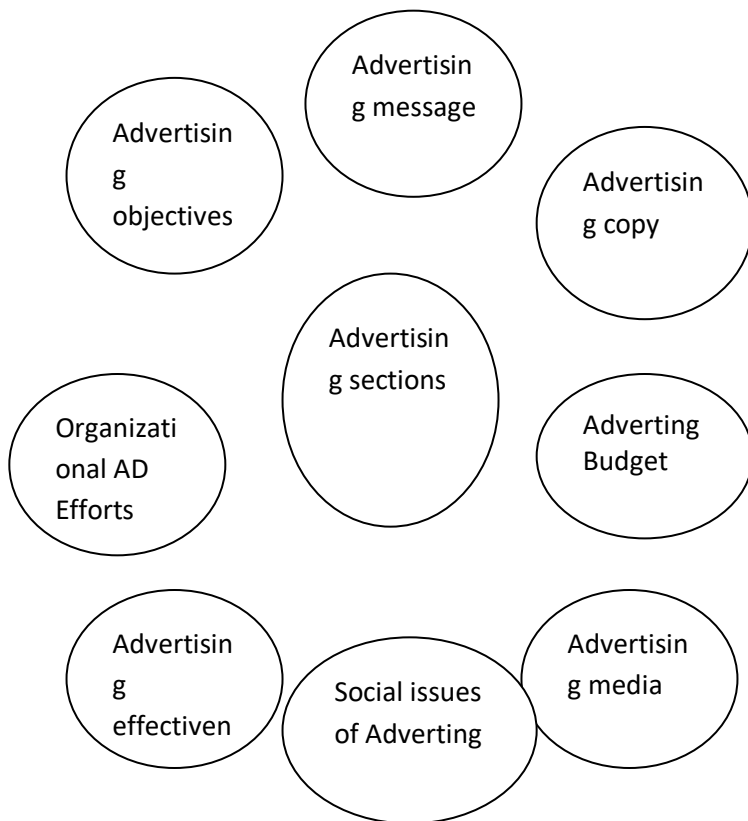 Advertisin
g message
Advertisin
g
objectives
Advertisin
g copy
Advertisin
g sections
Organizati
onal AD
Efforts
Adverting
Budget
Advertisin
g
effectiven
Social issues
of Adverting
Advertisin
g media